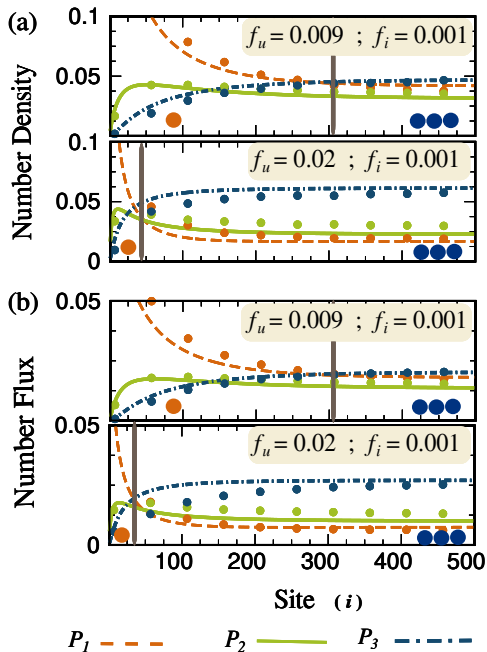 (a)
Number Density
0.1
0.05
0
f_u = 0.009 ; f_i = 0.001
0.1
0.05
0
f_u = 0.02 ; f_i = 0.001
(b)
Number Flux
0.05
f_u = 0.009 ; f_i = 0.001
0.05
0
f_u = 0.02 ; f_i = 0.001
0 100 200 300 400 500
Site (i)
P_1 P_2 P_3